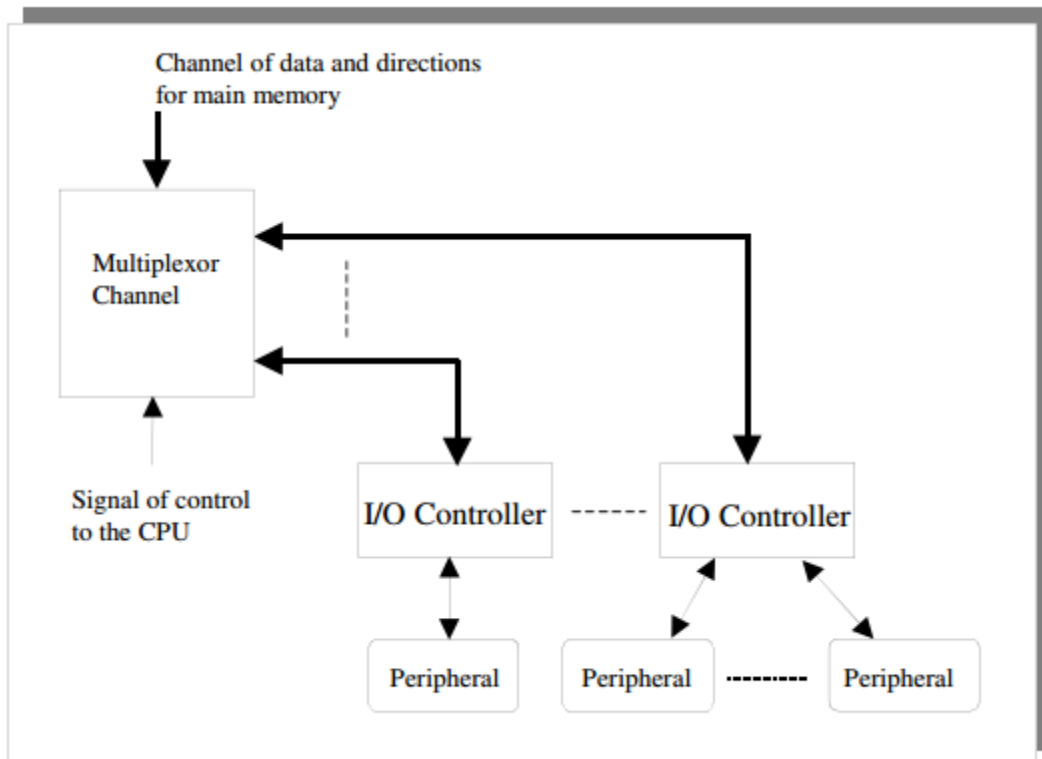 Channel of data and directions
for main memory
Multiplexor
Channel
Signal of control
to the CPU
I/O Controller
I/O Controller
Peripheral
Peripheral
Peripheral